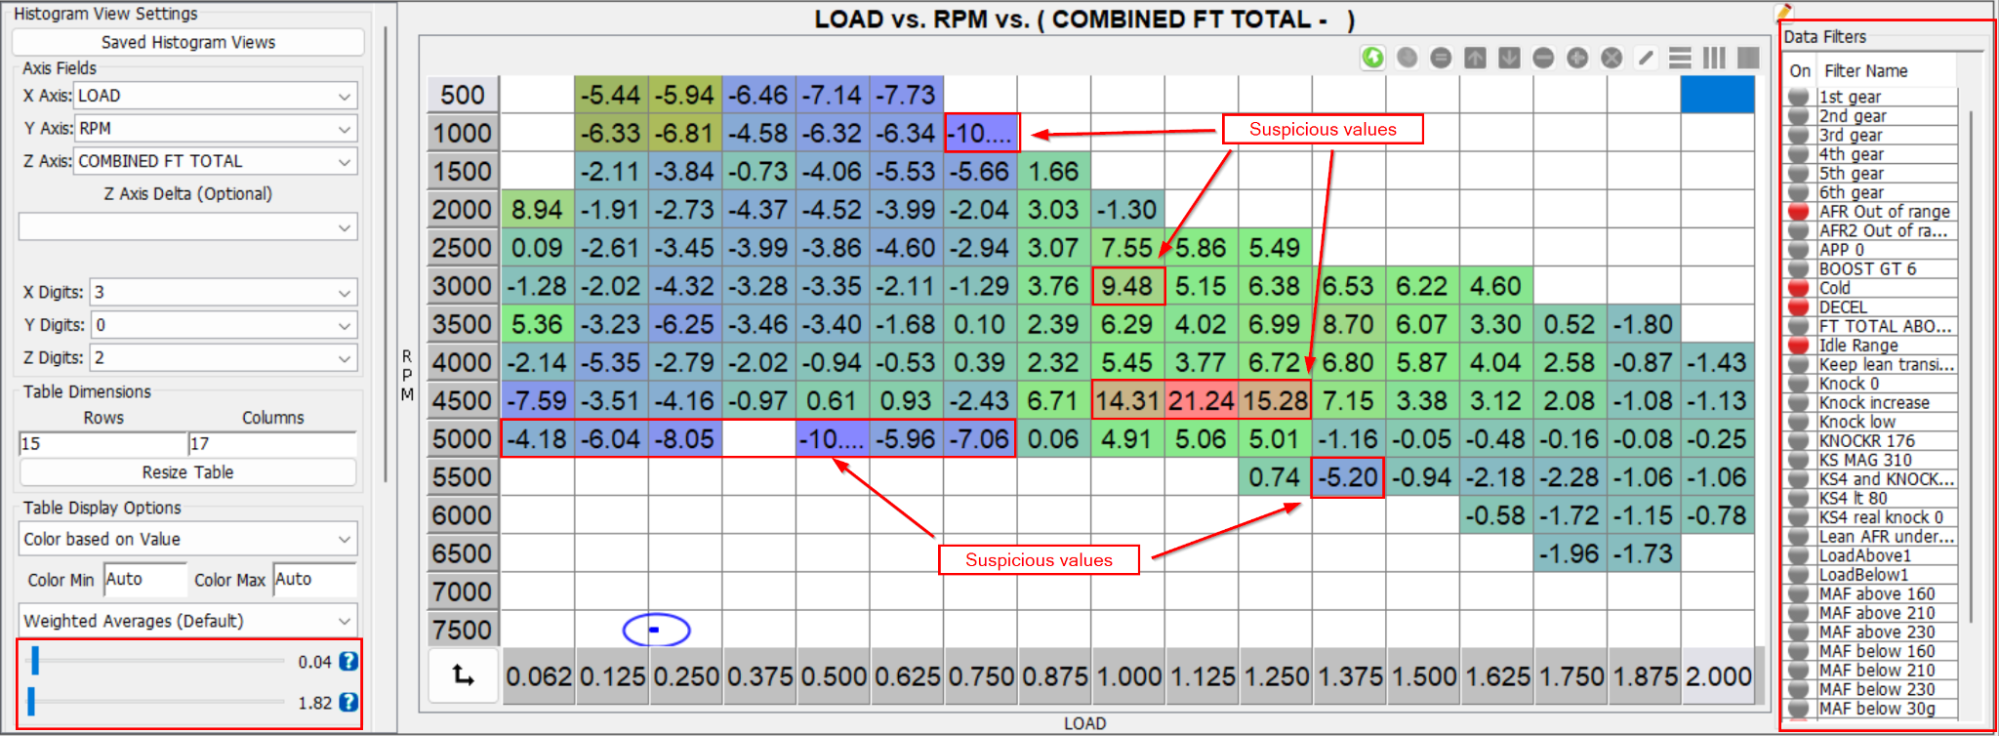 Histogram View Settings
Saved Histogram Views
Axis Fields
X Axis: LOAD
Y Axis: RPM
Z Axis: COMBINED FT TOTAL
Z Axis Delta (Optional)
X Digits: 3
Y Digits: 0
Z Digits: 2
Table Dimensions
Rows Columns
15 17
Resize Table
Table Display Options
Color based on Value
Color Min Auto Color Max Auto
Weighted Averages (Default)
0.04 ?
1.82 ?
LOAD vs. RPM vs. ( COMBINED FT TOTAL - )
500 -5.44 -5.94 -6.46 -7.14 -7.73
1000 -6.33 -6.81 -4.58 -6.32 -6.34 -10....
Suspicious values
1500 -2.11 -3.84 -0.73 -4.06 -5.53 -5.66 1.66
2000 8.94 -1.91 -2.73 -4.37 -4.52 -3.99 -2.04 3.03 -1.30
2500 0.09 -2.61 -3.45 -3.99 -3.86 -4.60 -2.94 3.07 7.55 5.86 5.49
3000 -1.28 -2.02 -4.32 -3.28 -3.35 -2.11 -1.29 3.76 9.48 5.15 6.38 6.53 6.22 4.60
3500 5.36 -3.23 -6.25 -3.46 -3.40 -1.68 0.10 2.39 6.29 4.02 6.99 8.70 6.07 3.30 0.52 -1.80
4000 -2.14 -5.35 -2.79 -2.02 -0.94 -0.53 0.39 2.32 5.45 3.77 6.72 6.80 5.87 4.04 2.58 -0.87 -1.43
4500 -7.59 -3.51 -4.16 -0.97 0.61 0.93 -2.43 6.71 14.31 21.24 15.28 7.15 3.38 3.12 2.08 -1.08 -1.13
5000 -4.18 -6.04 -8.05 -10.... -5.96 -7.06 0.06 4.91 5.06 5.01 -1.16 -0.05 -0.48 -0.16 -0.08 -0.25
5500 0.74 -5.20 -0.94 -2.18 -2.28 -1.06 -1.06
6000 -0.58 -1.72 -1.15 -0.78
6500 -1.96 -1.73
Suspicious values
7000
7500
0.062 0.125 0.250 0.375 0.500 0.625 0.750 0.875 1.000 1.125 1.250 1.375 1.500 1.625 1.750 1.875 2.000
RPM
LOAD
Data Filters
On Filter Name
1st gear
2nd gear
3rd gear
4th gear
5th gear
6th gear
AFR Out of range
AFR2 Out of ra...
APP 0
BOOST GT 6
Cold
DECEL
FT TOTAL ABO...
Idle Range
Keep lean transi...
Knock 0
Knock increase
Knock low
KNOCKR 176
KS MAG 310
KS4 and KNOCK...
KS4 lt 80
KS4 real knock 0
Lean AFR under...
LoadAbove1
LoadBelow1
MAF above 160
MAF above 210
MAF above 230
MAF below 160
MAF below 210
MAF below 230
MAF below 30g